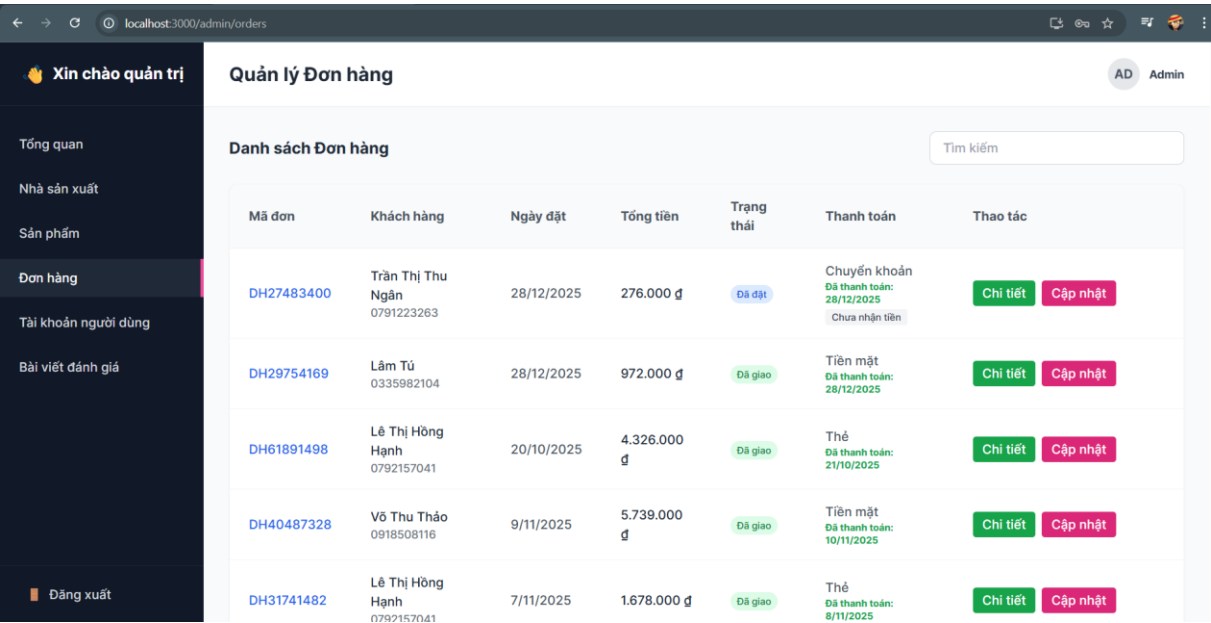 localhost:3000/admin/orders
Xin chào quản trị
Quản lý Đơn hàng
AD
Admin
Tổng quan
Nhà sản xuất
Sản phẩm
Đơn hàng
Tài khoản người dùng
Bài viết đánh giá
Đăng xuất
Danh sách Đơn hàng
Tìm kiếm
Mã đơn
Khách hàng
Ngày đặt
Tổng tiền
Trạng
thái
Thanh toán
Thao tác
DH27483400
Trần Thị Thu
Ngân
0791223263
28/12/2025
276.000 ₫
Đã đặt
Chuyển khoản
Đã thanh toán:
28/12/2025
Chưa nhận tiền
Chi tiết
Cập nhật
DH29754169
Lâm Tú
0335982104
28/12/2025
972.000 ₫
Đã giao
Tiền mặt
Đã thanh toán:
28/12/2025
Chi tiết
Cập nhật
DH61891498
Lê Thị Hồng
Hạnh
0792157041
20/10/2025
4.326.000
₫
Đã giao
Thẻ
Đã thanh toán:
21/10/2025
Chi tiết
Cập nhật
DH40487328
Võ Thu Thảo
0918508116
9/11/2025
5.739.000
₫
Đã giao
Tiền mặt
Đã thanh toán:
10/11/2025
Chi tiết
Cập nhật
DH31741482
Lê Thị Hồng
Hạnh
0792157041
7/11/2025
1.678.000 ₫
Đã giao
Thẻ
Đã thanh toán:
8/11/2025
Chi tiết
Cập nhật